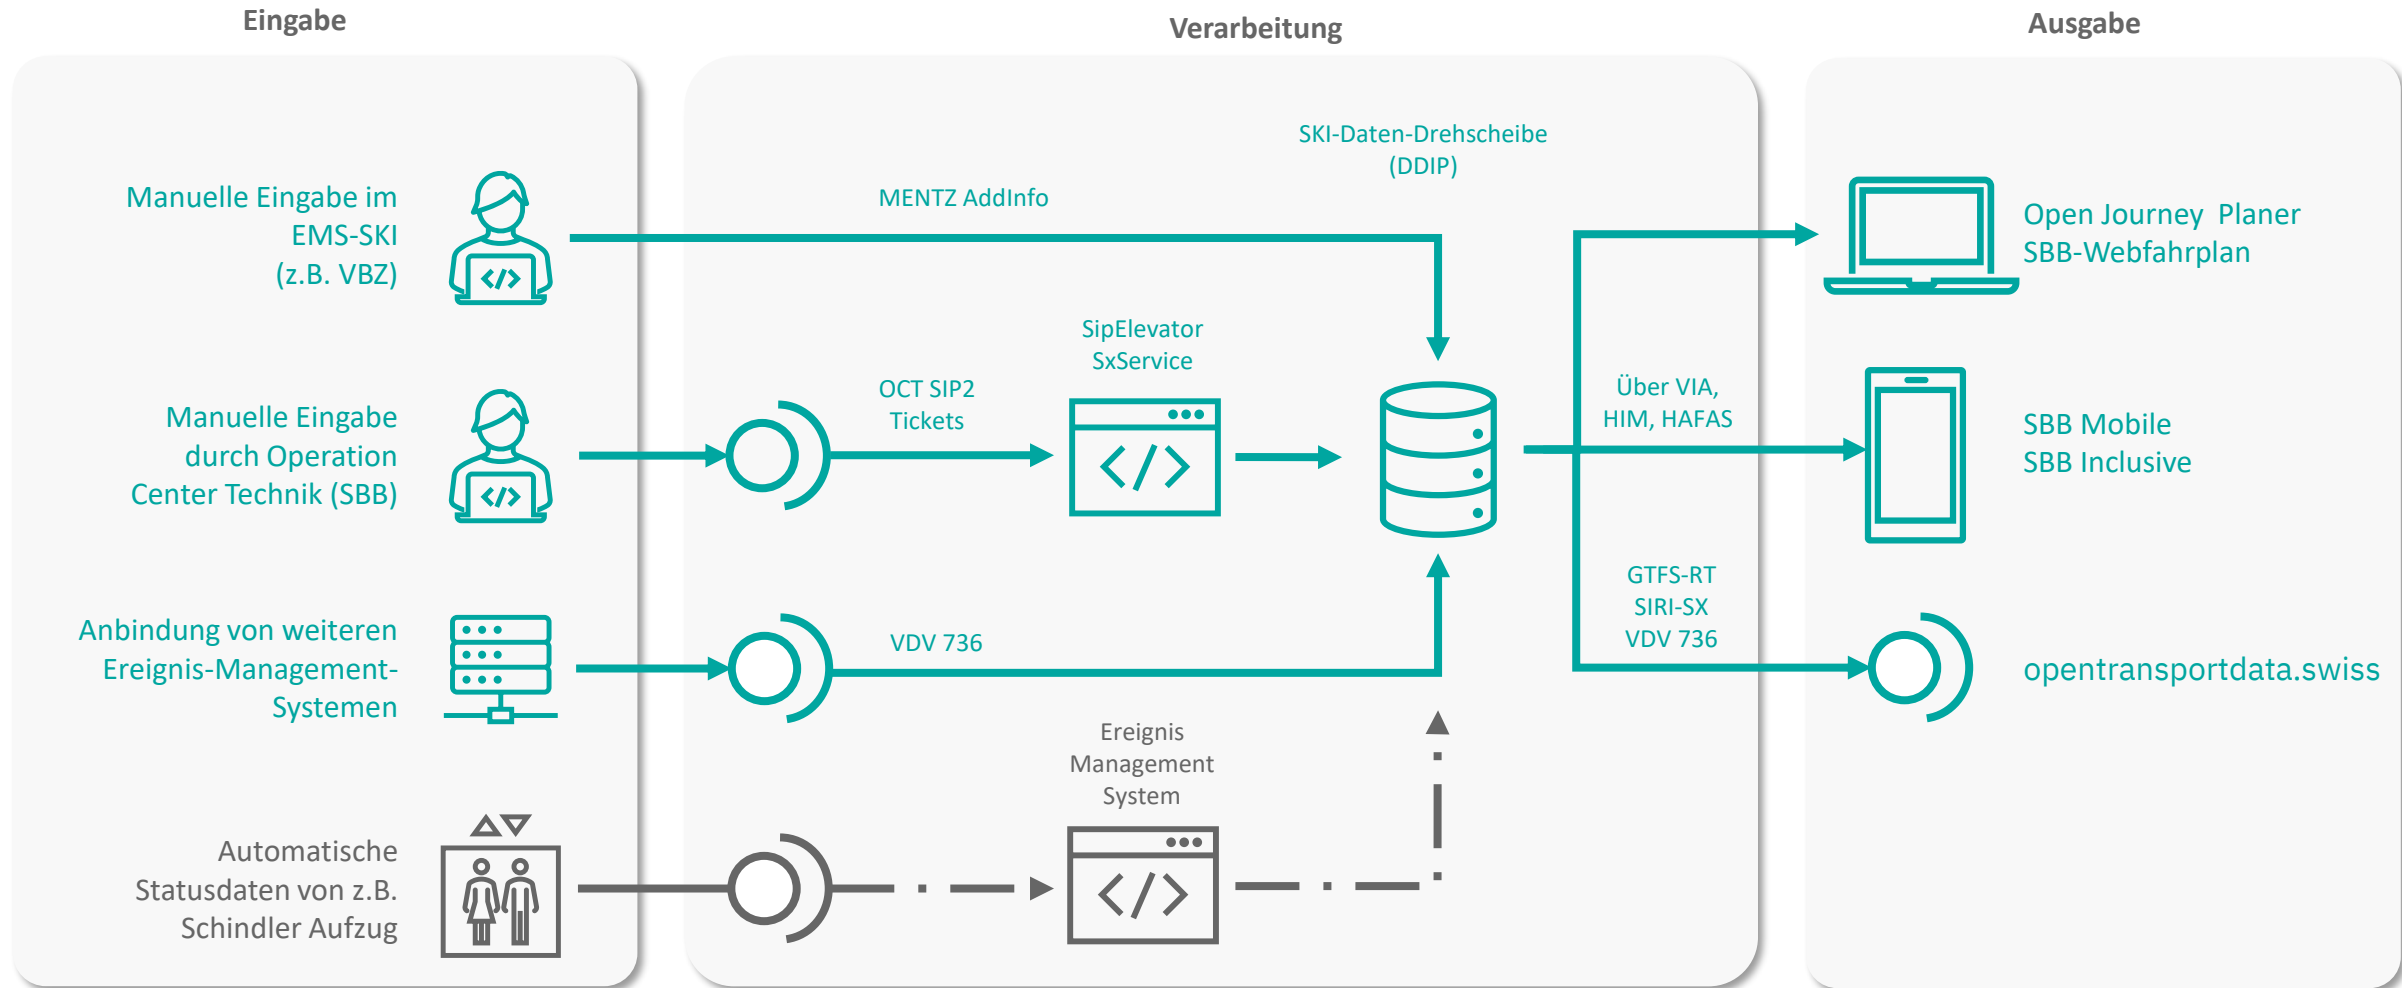 Eingabe
Verarbeitung
Ausgabe
Manuelle Eingabe im
EMS-SKI
(z.B. VBZ)
</>
Manuelle Eingabe
durch Operation
Center Technik (SBB)
</>
Anbindung von weiteren
Ereignis-Management-
Systemen
Automatische
Statusdaten von z.B.
Schindler Aufzug
MENTZ AddInfo
SKI-Daten-Drehscheibe
(DDIP)
OCT SIP2
Tickets
SipElevator
SxService
</>
VDV 736
Ereignis
Management
System
</>
Über VIA,
HIM, HAFAS
GTFS-RT
SIRI-SX
VDV 736
Open Journey  Planer
SBB-Webfahrplan
SBB Mobile
SBB Inclusive
opentransportdata.swiss